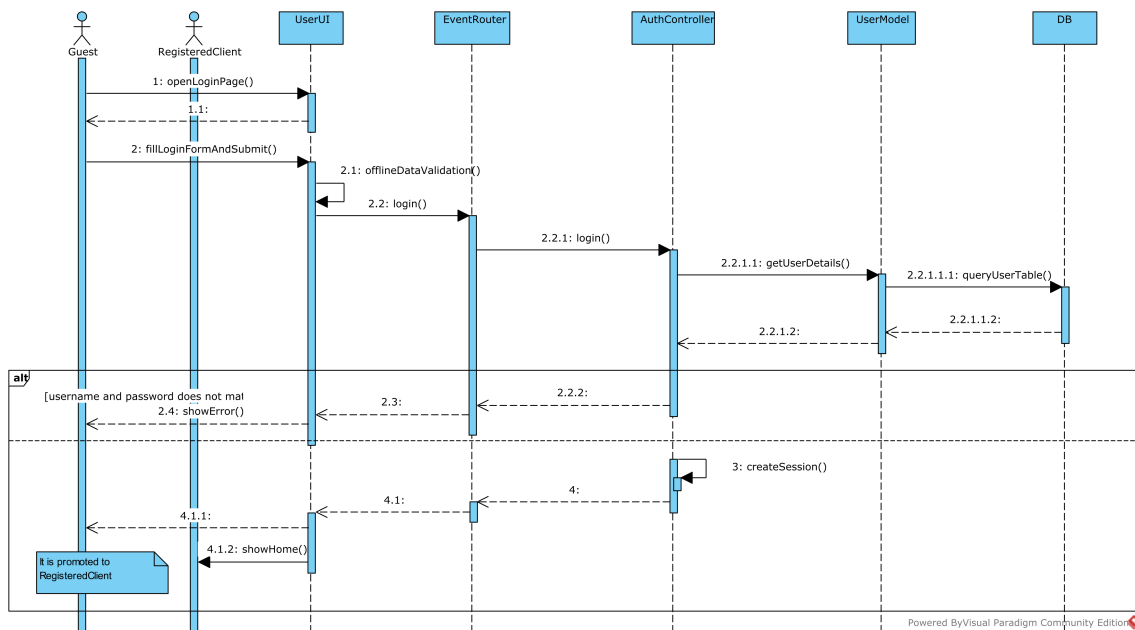 UserUI
EventRouter
AuthController
UserModel
DB
Guest
RegisteredClient
1: openLoginPage()
1.1:
2: fillLoginFormAndSubmit()
2.1: offlineDataValidation()
2.2: login()
2.2.1: login()
2.2.1.1: getUserDetails()
2.2.1.1.1: queryUserTable()
2.2.1.1.2:
2.2.1.2:
alt
[username and password does not mat
2.2.2:
2.3:
2.4: showError()
3: createSession()
4:
4.1:
4.1.1:
4.1.2: showHome()
It is promoted to
RegisteredClient
Powered ByVisual Paradigm Community Edition